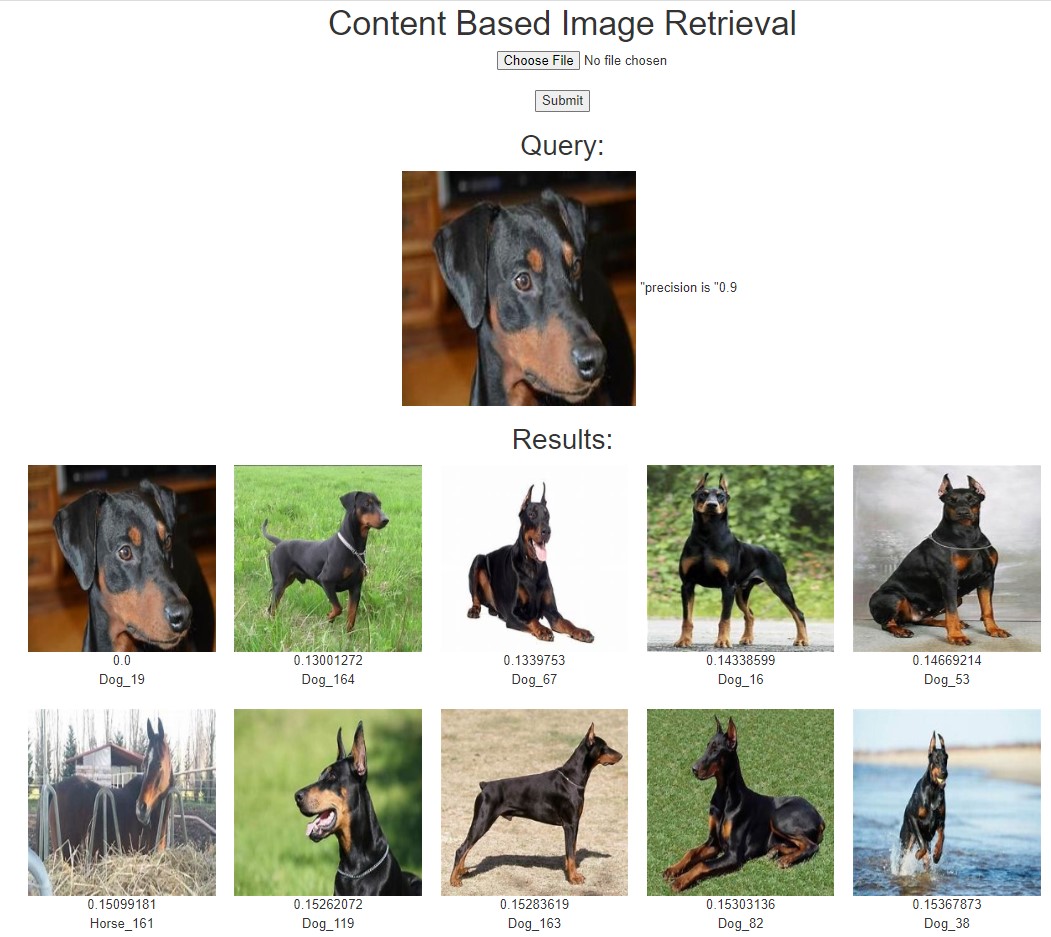 Content Based Image Retrieval
Choose File No file chosen
Submit
Query:
"precision is "0.9
Results:
0.0
Dog_19
0.13001272
Dog_164
0.1339753
Dog_67
0.14338599
Dog_16
0.14669214
Dog_53
0.15099181
Horse_161
0.15262072
Dog_119
0.15283619
Dog_163
0.15303136
Dog_82
0.15367873
Dog_38